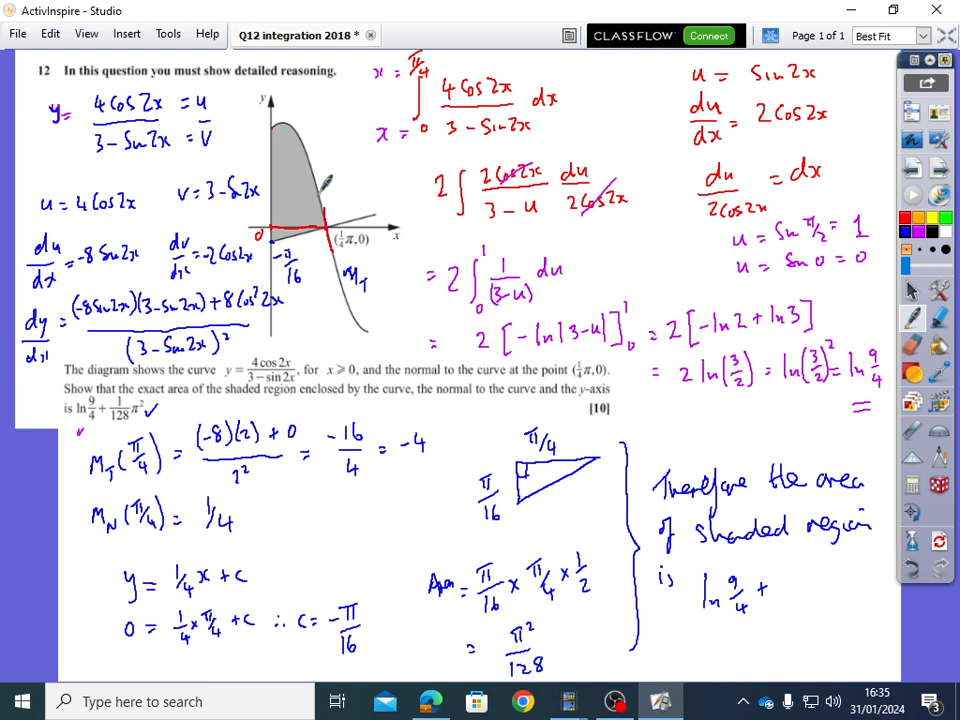 ActivInspire - Studio
File Edit View Insert Tools Help
Q12 integration 2018 *
CLASSFLOW Connect
Page 1 of 1 Best Fit
12 In this question you must show detailed reasoning.
y= 4Cos2x/(3-Sin2x) = u/V
u = 4Cos2x V = 3-Sin2x
du/dx = -8Sin2x dv/dx = -2Cos2x
dy/dx = ((-8Sin2x)(3-Sin2x) + 8Cos²2x)/(3-Sin2x)²
y
0
-π/16
(¼π, 0) x
M_T
x = π/4
∫ 4Cos2x/(3-Sin2x) dx
x = 0
2∫ 2Cos2x/(3-u) du/2Cos2x
= 2∫₀¹ 1/(3-u) du
= 2[-ln|3-u|]₀¹ = 2[-ln2 + ln3]
= 2ln(3/2) = ln(3/2)² = ln 9/4
u = Sin2x
du/dx = 2Cos2x
du/2Cos2x = dx
u = Sin π/2 = 1
u = Sin 0 = 0
The diagram shows the curve y = 4cos2x/(3-sin2x), for x ⩾ 0, and the normal to the curve at the point (¼π, 0).
Show that the exact area of the shaded region enclosed by the curve, the normal to the curve and the y-axis
is ln 9/4 + 1/128 π² ✓ [10]
✓
M_T(π/4) = ((-8)(2) + 0)/2² = -16/4 = -4
M_N(π/4) = 1/4
y = 1/4 x + c
0 = 1/4 × π/4 + c ∴ c = -π/16
π/4
π/16
Area = π/16 × π/4 × 1/2
= π²/128
Therefore the area
of shaded region
is ln 9/4 +
Type here to search
16:35
31/01/2024
3